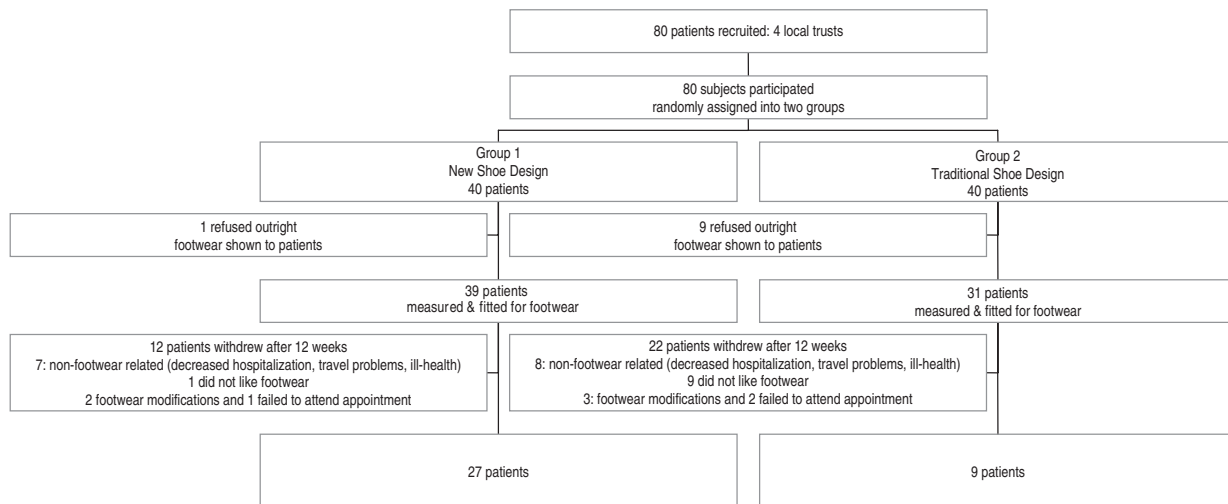 80 patients recruited: 4 local trusts
80 subjects participated
randomly assigned into two groups
Group 1
New Shoe Design
40 patients
Group 2
Traditional Shoe Design
40 patients
1 refused outright
footwear shown to patients
9 refused outright
footwear shown to patients
39 patients
measured & fitted for footwear
31 patients
measured & fitted for footwear
12 patients withdrew after 12 weeks
7: non-footwear related (decreased hospitalization, travel problems, ill-health)
1 did not like footwear
2 footwear modifications and 1 failed to attend appointment
22 patients withdrew after 12 weeks
8: non-footwear related (decreased hospitalization, travel problems, ill-health)
9 did not like footwear
3: footwear modifications and 2 failed to attend appointment
27 patients
9 patients